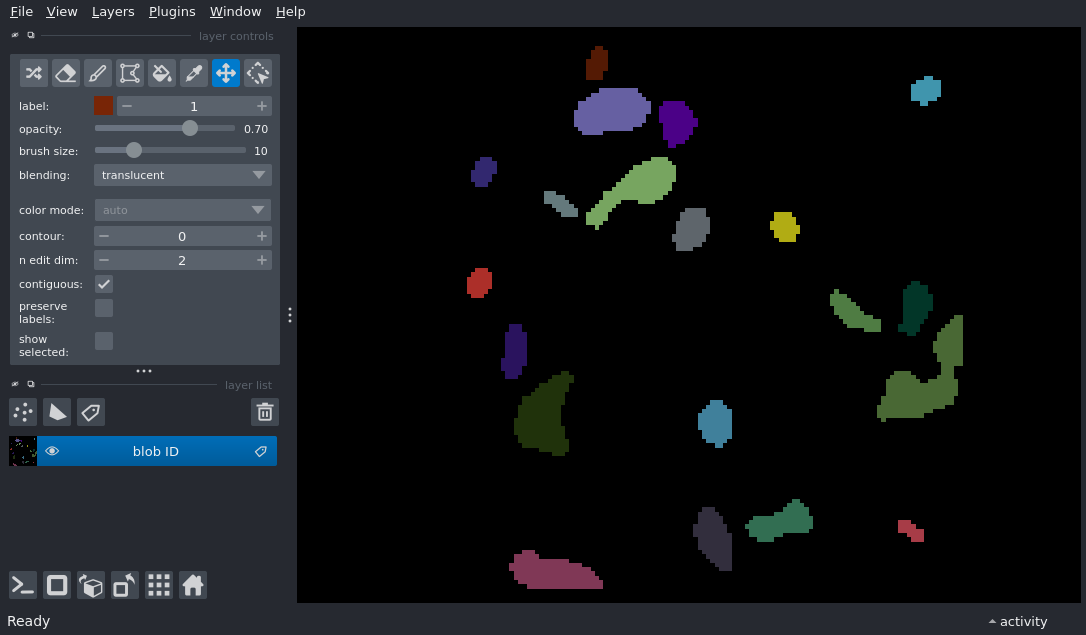 File View Layers Plugins Window Help
layer controls
label: 1
opacity: 0.70
brush size: 10
blending: translucent
color mode: auto
contour: 0
n edit dim: 2
contiguous:
preserve
labels:
show
selected:
layer list
blob ID
Ready
activity